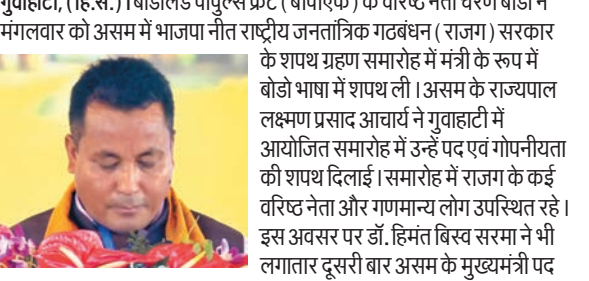 गुवाहाटी, (हि.स.)। बोडोलैंड पीपुल्स फ्रंट (बीपीएफ) के वरिष्ठ नेता चरण बोडो ने
मंगलवार को असम में भाजपा नीत राष्ट्रीय जनतांत्रिक गठबंधन (राजग) सरकार
के शपथ ग्रहण समारोह में मंत्री के रूप में
बोडो भाषा में शपथ ली। असम के राज्यपाल
लक्ष्मण प्रसाद आचार्य ने गुवाहाटी में
आयोजित समारोह में उन्हें पद एवं गोपनीयता
की शपथ दिलाई। समारोह में राजग के कई
वरिष्ठ नेता और गणमान्य लोग उपस्थित रहे।
इस अवसर पर डॉ. हिमंत बिस्व सरमा ने भी
लगातार दूसरी बार असम के मुख्यमंत्री पद